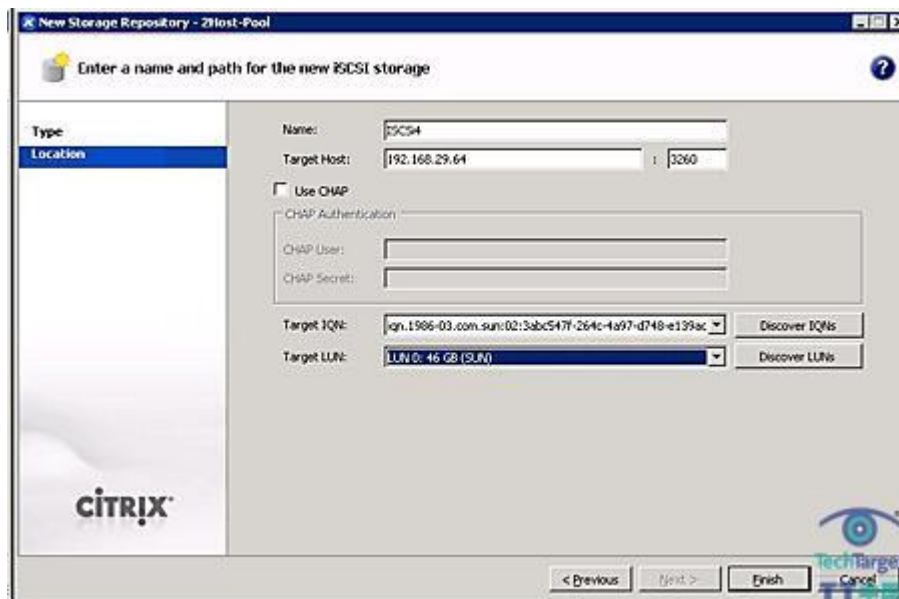 New Storage Repository - 2Host-Pool
Enter a name and path for the new iSCSI storage
Type
Location
Name: ISCSI4
Target Host: 192.168.29.64 : 3260
Use CHAP
CHAP Authentication
CHAP User:
CHAP Secret:
Target IQN: iqn.1986-03.com.sun:02:3abc547f-264c-4a97-d748-e139ac Discover IQNs
Target LUN: LUN 0: 46 GB (SUN) Discover LUNs
CITRIX
< Previous Next > Finish Cancel
TechTarge